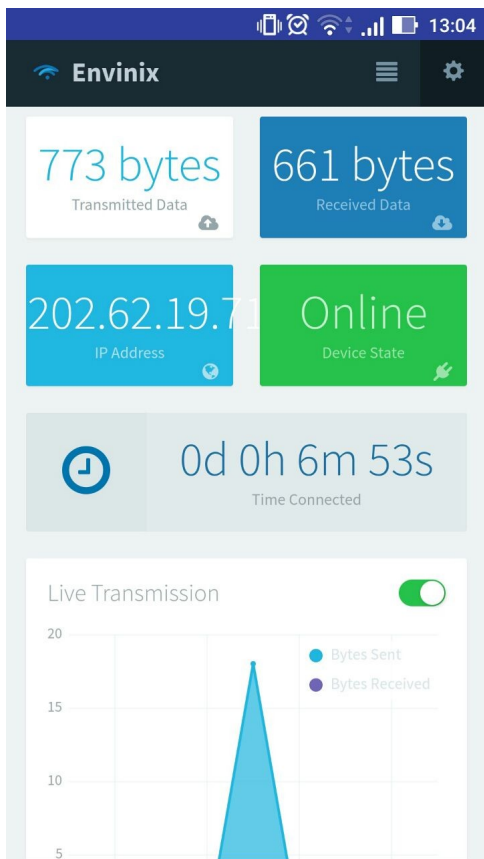 13:04
Envinix
773 bytes
Transmitted Data
661 bytes
Received Data
202.62.19.71
IP Address
Online
Device State
0d 0h 6m 53s
Time Connected
Live Transmission
20
Bytes Sent
Bytes Received
15
10
5